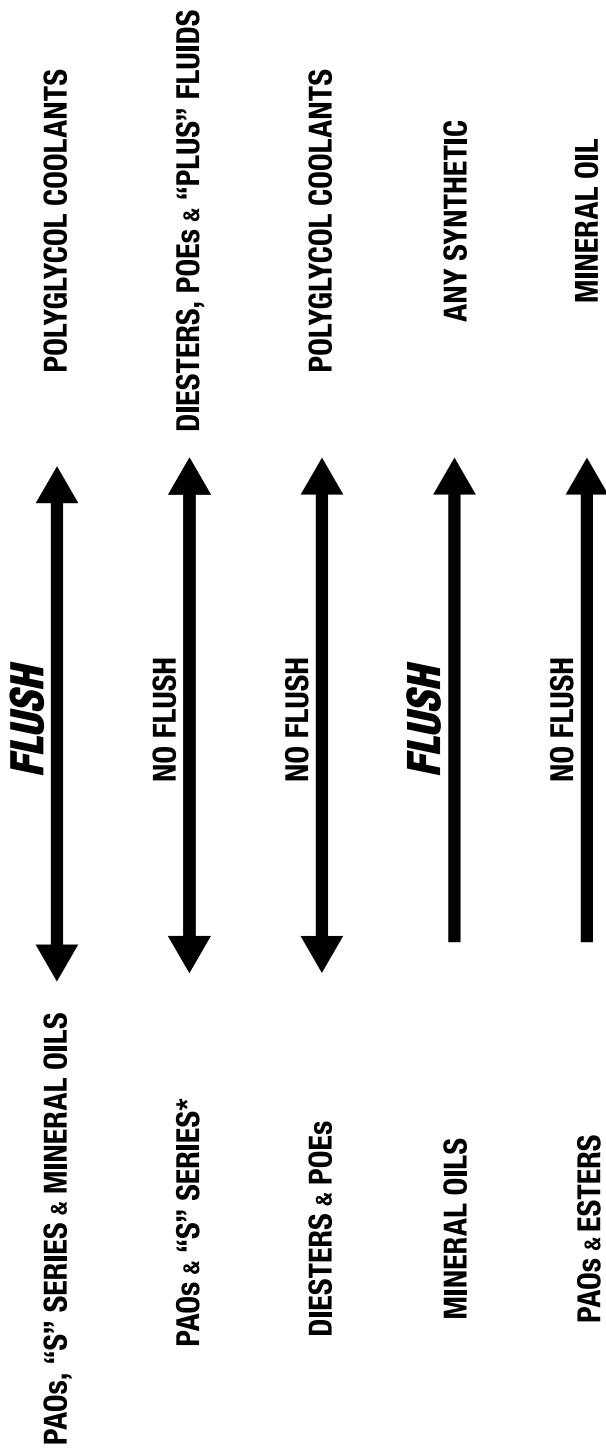 PAOs, “S” SERIES & MINERAL OILS
FLUSH
POLYGLYCOL COOLANTS
PAOs & “S” SERIES*
NO FLUSH
DIESTERS, POEs & “PLUS” FLUIDS
DIESTERS & POEs
NO FLUSH
POLYGLYCOL COOLANTS
MINERAL OILS
FLUSH
ANY SYNTHETIC
PAOs & ESTERS
NO FLUSH
MINERAL OIL